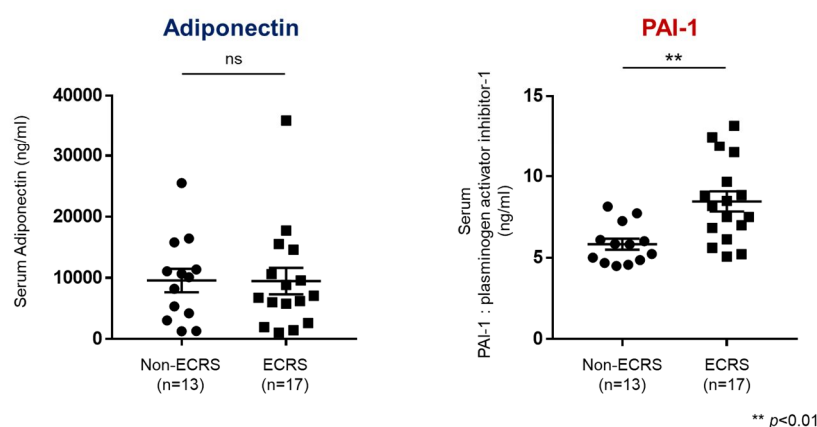 Adiponectin
ns
Serum Adiponectin (ng/ml)
40000
30000
20000
10000
0
Non-ECRS
(n=13)
ECRS
(n=17)
PAI-1
**
Serum
PAI-1 : plasminogen activator inhibitor-1
(ng/ml)
15
10
5
0
Non-ECRS
(n=13)
ECRS
(n=17)
** p<0.01